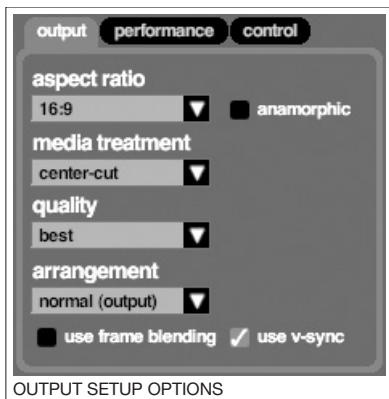 output performance control
aspect ratio
16:9 anamorphic
media treatment
center-cut
quality
best
arrangement
normal (output)
use frame blending use v-sync
OUTPUT SETUP OPTIONS